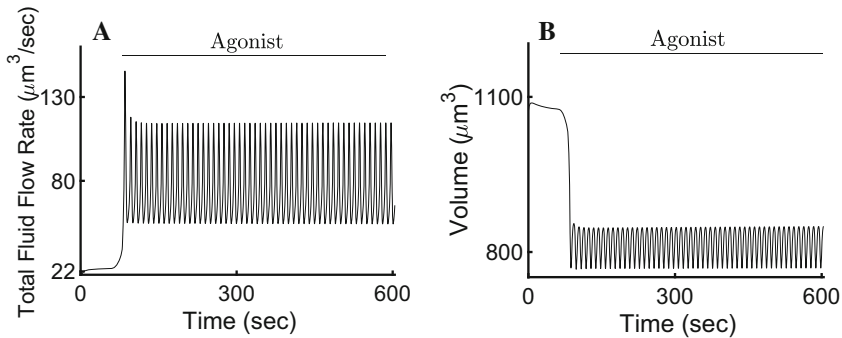 A
Agonist
Total Fluid Flow Rate (μm³/sec)
130
80
22
0
300
600
Time (sec)
B
Agonist
Volume (μm³)
1100
800
0
300
600
Time (sec)